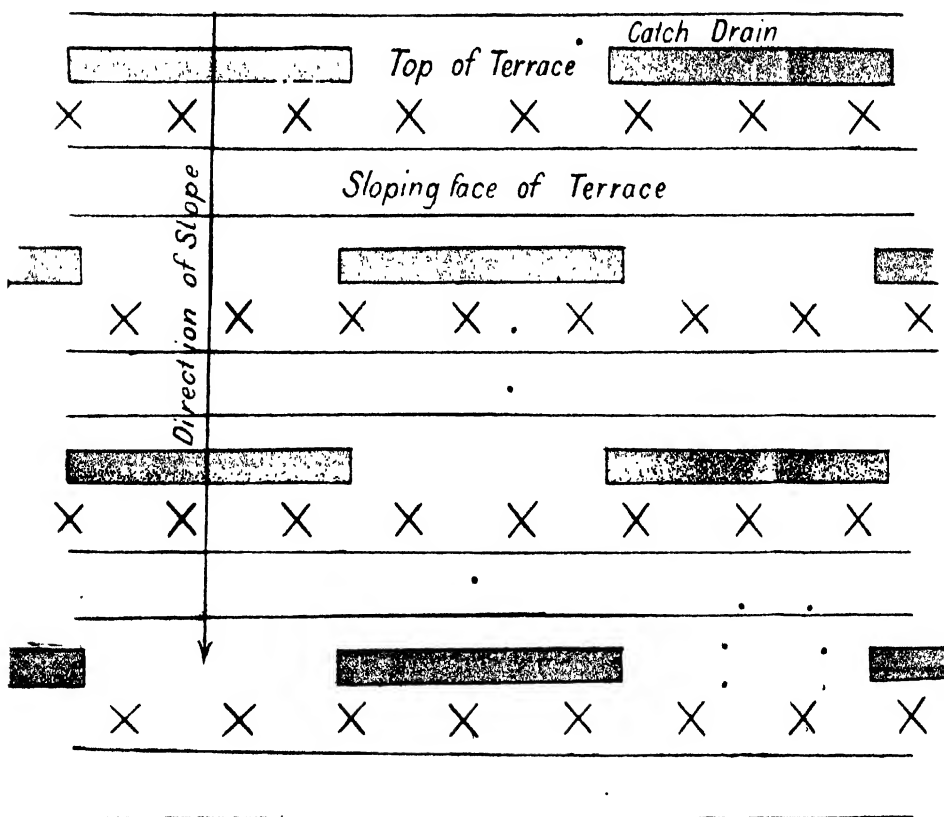 Catch Drain
Top of Terrace
Sloping face of Terrace
Direction of Slope